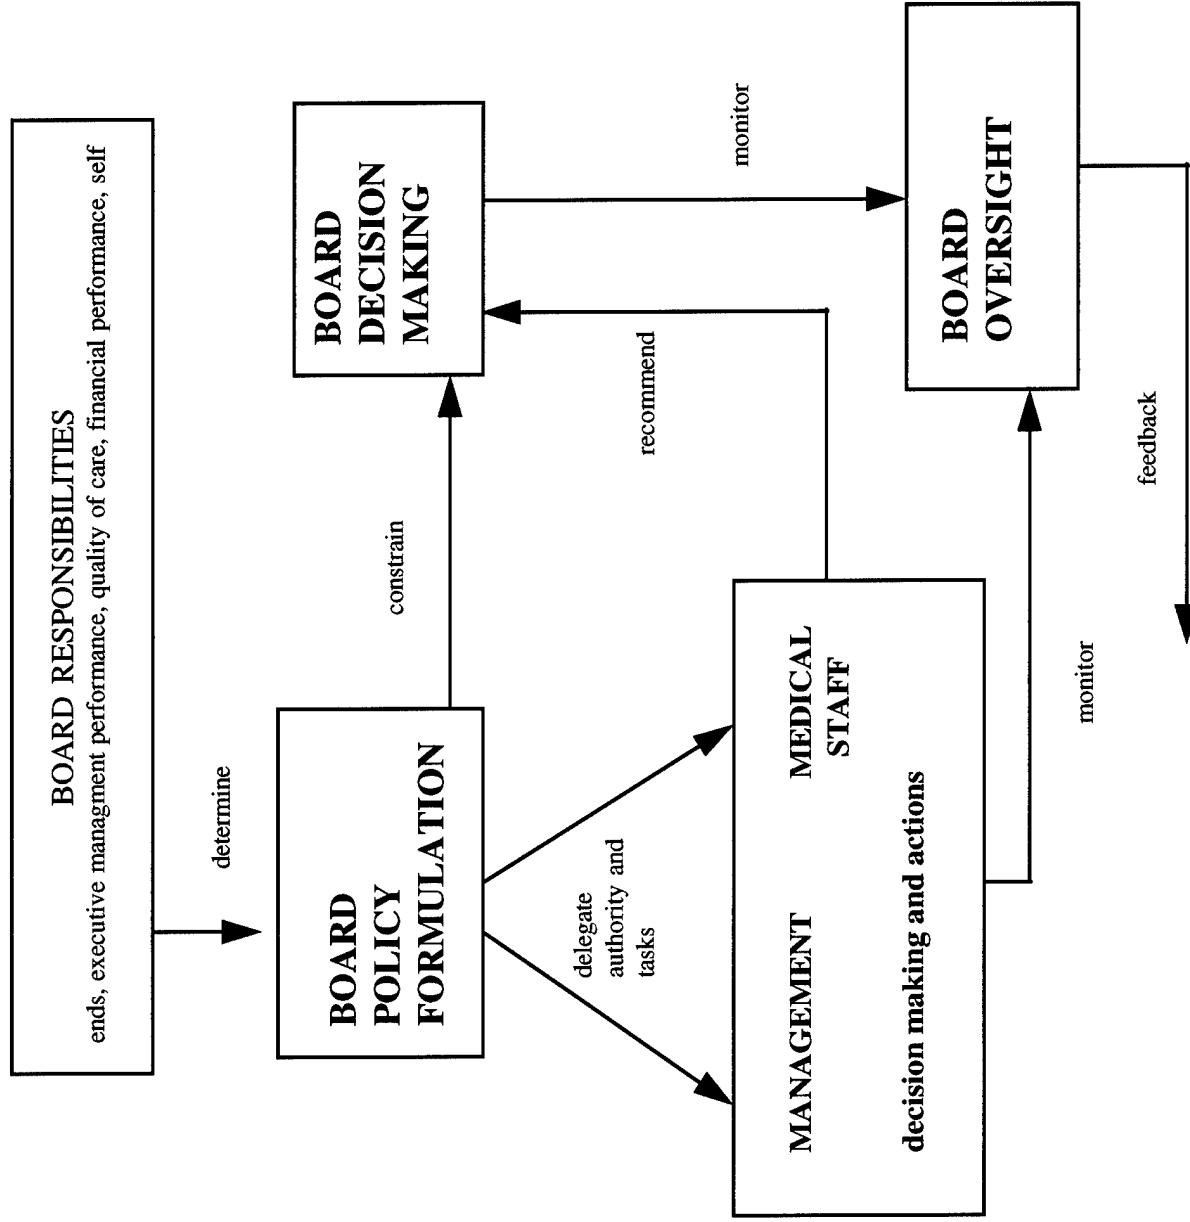 BOARD RESPONSIBILITIES
ends, executive managment performance, quality of care, financial performance, self
determine
BOARD
POLICY
FORMULATION
constrain
BOARD
DECISION
MAKING
delegate
authority and
tasks
recommend
monitor
MANAGEMENT
MEDICAL
STAFF
decision making and actions
BOARD
OVERSIGHT
monitor
feedback